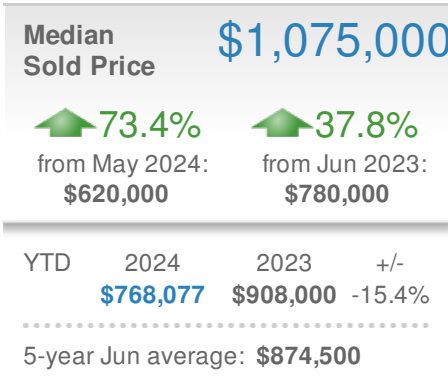 Median $1,075,000
Sold Price
73.4% 37.8%
from May 2024: from Jun 2023:
$620,000 $780,000
YTD 2024 2023 +/-
$768,077 $908,000 -15.4%
5-year Jun average: $874,500